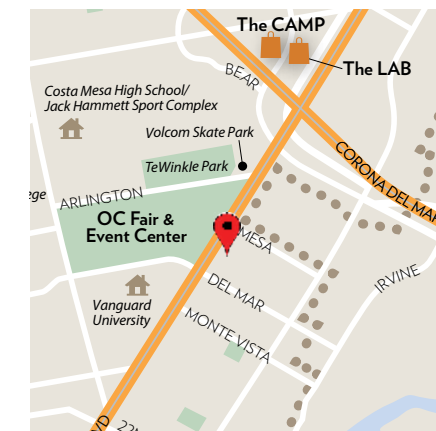 The CAMP
The LAB
BEAR
Costa Mesa High School/
Jack Hammett Sport Complex
Volcom Skate Park
TeWinkle Park
CORONA DEL MAR
ege
ARLINGTON
OC Fair &
Event Center
MESA
IRVINE
DEL MAR
Vanguard
University
MONTE VISTA